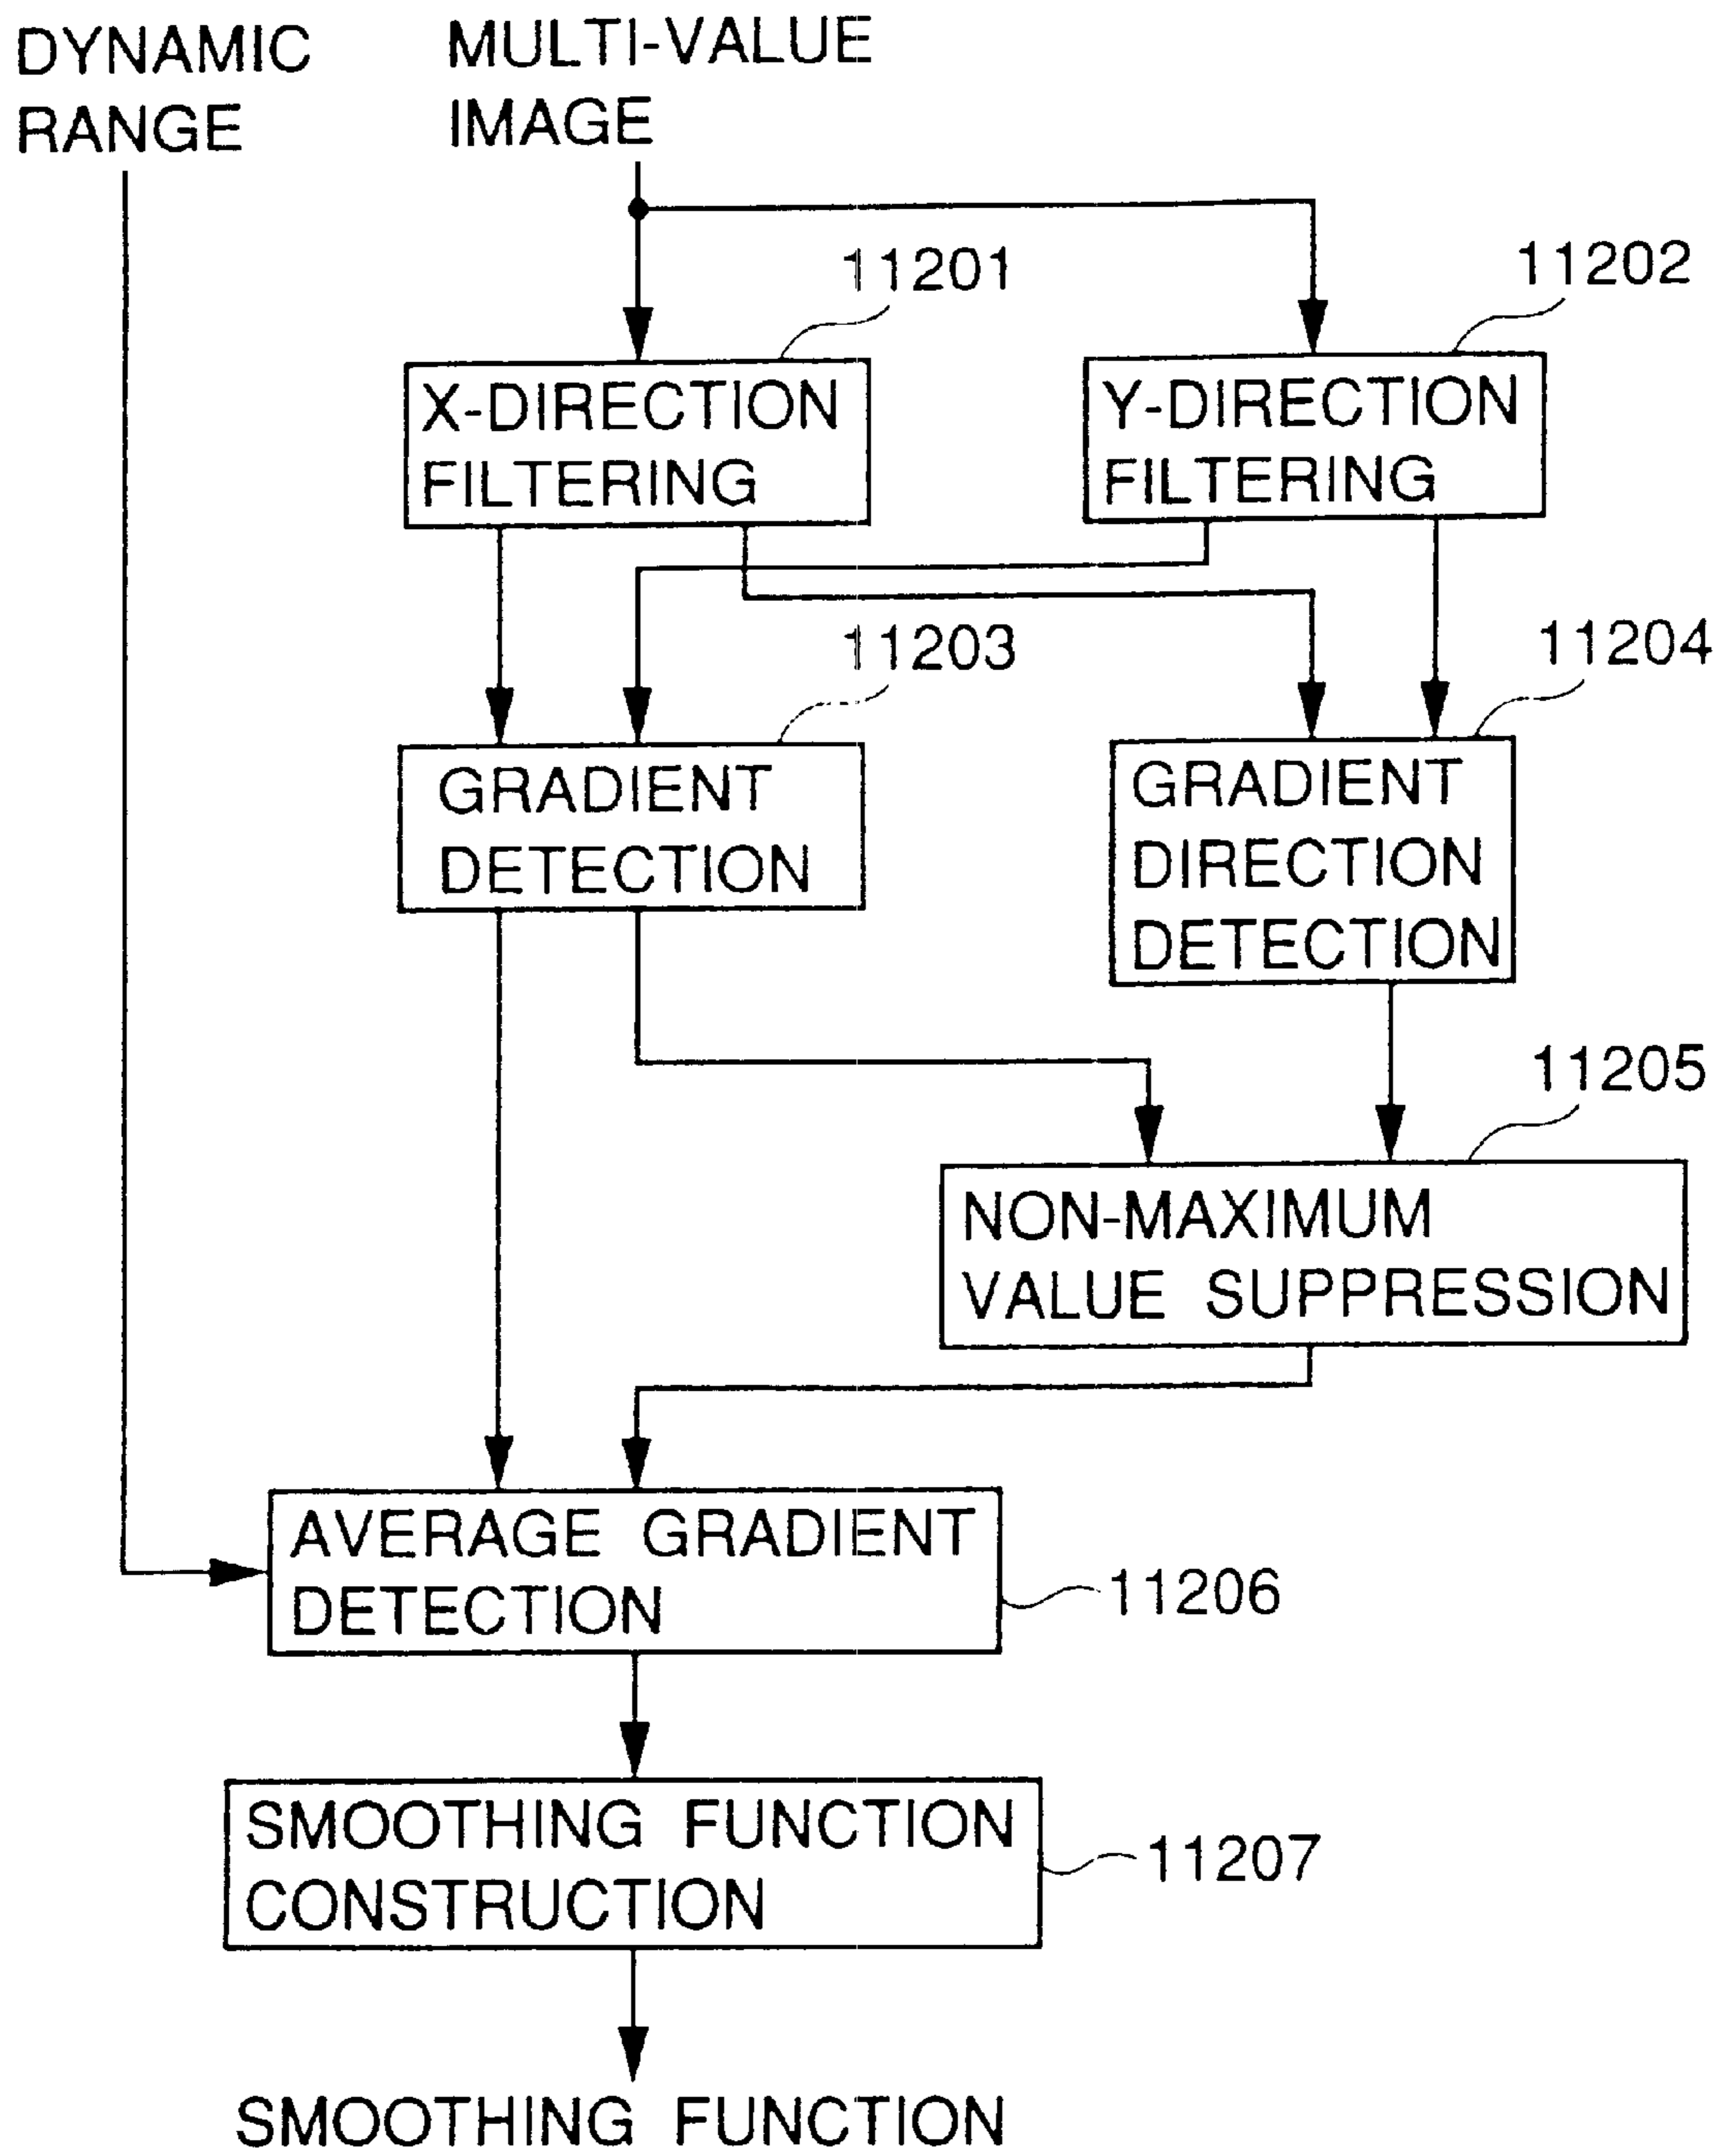 DYNAMIC
RANGE
MULTI-VALUE
IMAGE
11201
11202
X-DIRECTION
FILTERING
Y-DIRECTION
FILTERING
11203
11204
GRADIENT
DETECTION
GRADIENT
DIRECTION
DETECTION
11205
NON-MAXIMUM
VALUE SUPPRESSION
AVERAGE GRADIENT
DETECTION
11206
SMOOTHING FUNCTION
CONSTRUCTION
11207
SMOOTHING FUNCTION